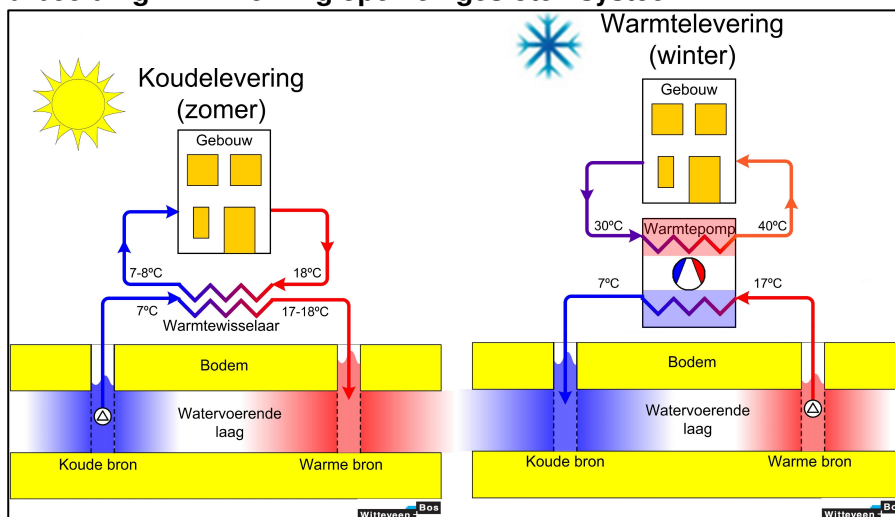 Koudelevering
(zomer)
Gebouw
7-8ºC
18ºC
7ºC
17-18ºC
Warmtewisselaar
Bodem
Watervoerende
laag
Koude bron
Warme bron
Witteveen
Bos
Warmtelevering
(winter)
Gebouw
30ºC
Warmtepomp
40ºC
7ºC
17ºC
Bodem
Watervoerende
laag
Koude bron
Warme bron
Witteveen